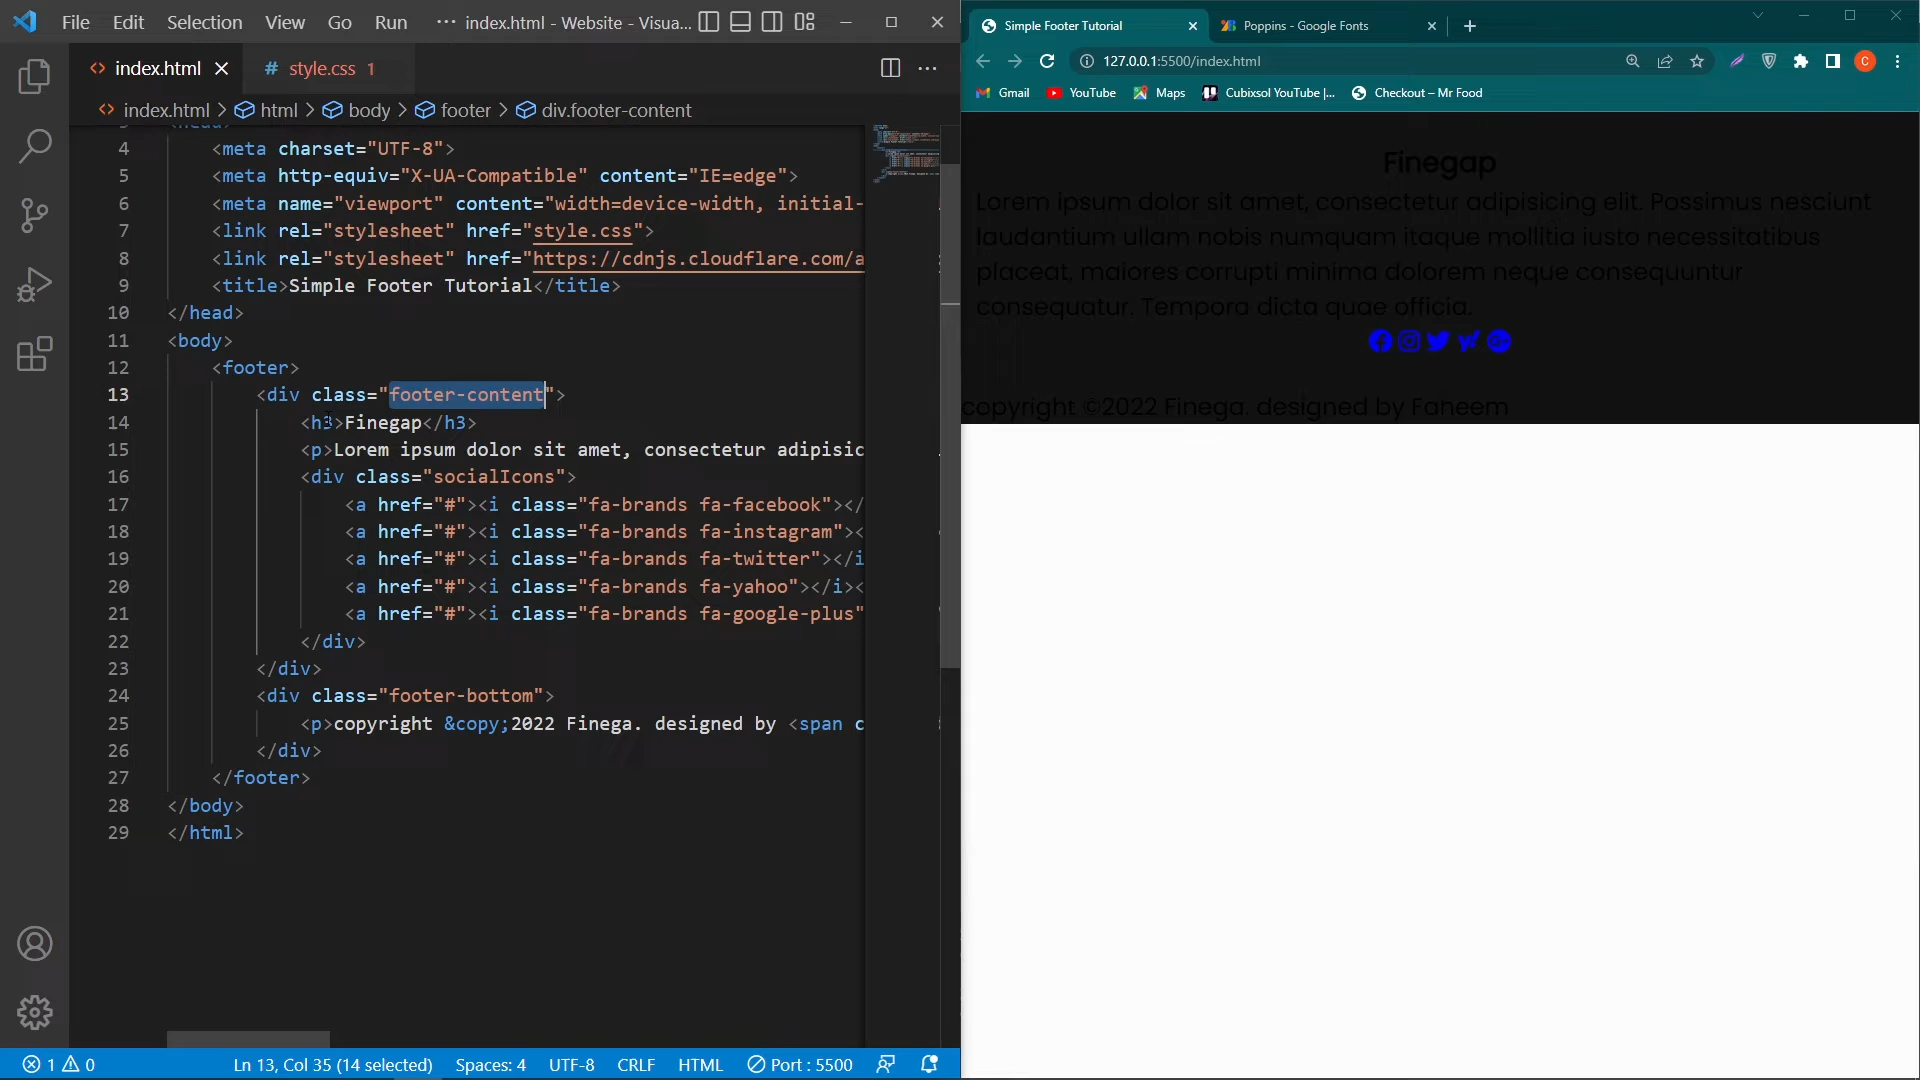 File Edit Selection View Go Run ··· index.html - Website - Visua...
index.html
# style.css 1
index.html > html > body > footer > div.footer-content
4 <meta charset="UTF-8">
5 <meta http-equiv="X-UA-Compatible" content="IE=edge">
6 <meta name="viewport" content="width=device-width, initial-
7 <link rel="stylesheet" href="style.css">
8 <link rel="stylesheet" href="https://cdnjs.cloudflare.com/a
9 <title>Simple Footer Tutorial</title>
10 </head>
11 <body>
12 <footer>
13 <div class="footer-content">
14 <h3>Finegap</h3>
15 <p>Lorem ipsum dolor sit amet, consectetur adipisic
16 <div class="socialIcons">
17 <a href="#"><i class="fa-brands fa-facebook"></
18 <a href="#"><i class="fa-brands fa-instagram"><
19 <a href="#"><i class="fa-brands fa-twitter"></i
20 <a href="#"><i class="fa-brands fa-yahoo"></i><
21 <a href="#"><i class="fa-brands fa-google-plus"
22 </div>
23 </div>
24 <div class="footer-bottom">
25 <p>copyright &copy;2022 Finega. designed by <span c
26 </div>
27 </footer>
28 </body>
29 </html>
1 0 Ln 13, Col 35 (14 selected) Spaces: 4 UTF-8 CRLF HTML Port : 5500
Simple Footer Tutorial
Poppins - Google Fonts
127.0.0.1:5500/index.html
C
Gmail YouTube Maps Cubixsol YouTube |... Checkout – Mr Food
Finegap
Lorem ipsum dolor sit amet, consectetur adipisicing elit. Possimus nesciunt
laudantium ullam nobis numquam itaque mollitia iusto necessitatibus
placeat, maiores corrupti minima dolorem neque consequuntur
consequatur. Tempora dicta quae officia.
copyright ©2022 Finega. designed by Faneem